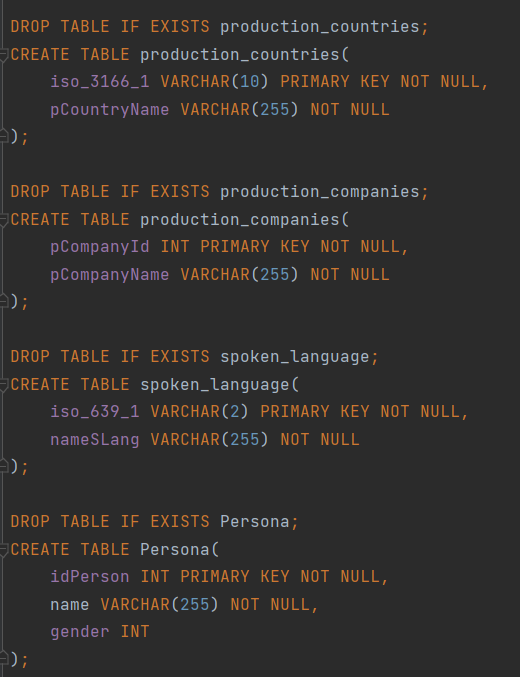 DROP TABLE IF EXISTS production_countries;
CREATE TABLE production_countries(
    iso_3166_1 VARCHAR(10) PRIMARY KEY NOT NULL,
    pCountryName VARCHAR(255) NOT NULL
);

DROP TABLE IF EXISTS production_companies;
CREATE TABLE production_companies(
    pCompanyId INT PRIMARY KEY NOT NULL,
    pCompanyName VARCHAR(255) NOT NULL
);

DROP TABLE IF EXISTS spoken_language;
CREATE TABLE spoken_language(
    iso_639_1 VARCHAR(2) PRIMARY KEY NOT NULL,
    nameSLang VARCHAR(255) NOT NULL
);

DROP TABLE IF EXISTS Persona;
CREATE TABLE Persona(
    idPerson INT PRIMARY KEY NOT NULL,
    name VARCHAR(255) NOT NULL,
    gender INT
);